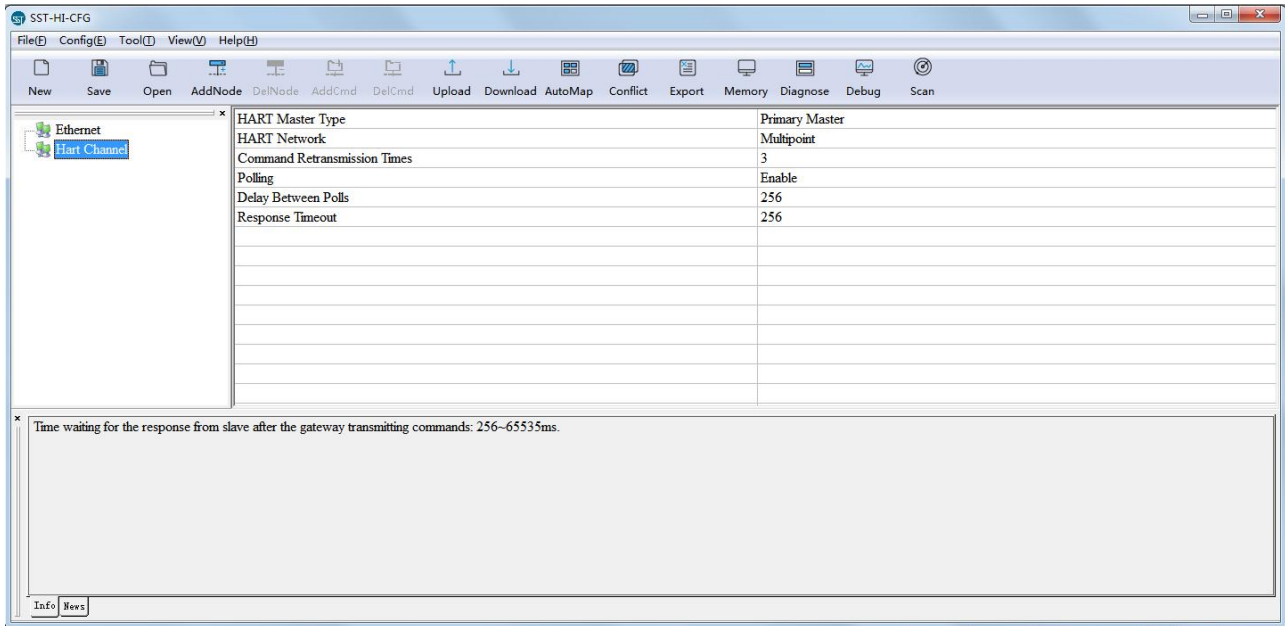 SST SST-HI-CFG
File(F) Config(E) Tool(T) View(V) Help(H)
New Save Open AddNode DelNode AddCmd DelCmd Upload Download AutoMap Conflict Export Memory Diagnose Debug Scan
Ethernet
Hart Channel
HART Master Type Primary Master
HART Network Multipoint
Command Retransmission Times 3
Polling Enable
Delay Between Polls 256
Response Timeout 256
Time waiting for the response from slave after the gateway transmitting commands: 256~65535ms.
Info News